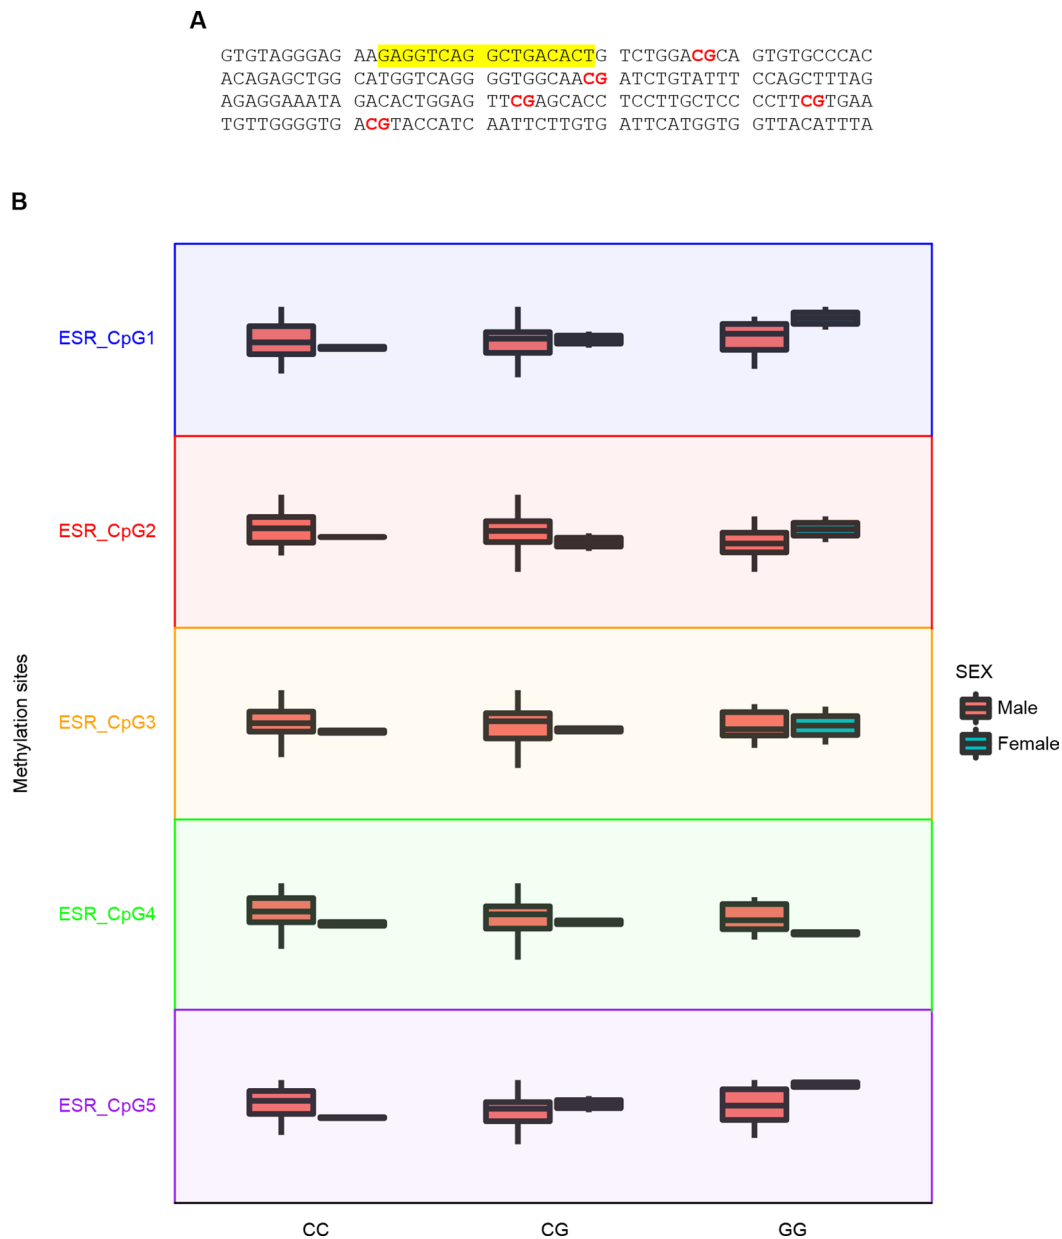 A
GTGTAGGGAG AAGAGGTCAG GCTGACACTG TCTGGACGCA GTGTGCCCAC
ACAGAGCTGG CATGGTCAGG GGTGGCAACG ATCTGTATTT CCAGCTTTAG
AGAGGAAATA GACACTGGAG TTCGAGCACC TCCTTGCTCC CCTTCGTGAA
TGTTGGGGTG ACGTACCATC AATTCTTGTG ATTCATGGTG GTTACATTTA
B
ESR_CpG1
ESR_CpG2
ESR_CpG3
ESR_CpG4
ESR_CpG5
Methylation sites
SEX
Male
Female
CC CG GG